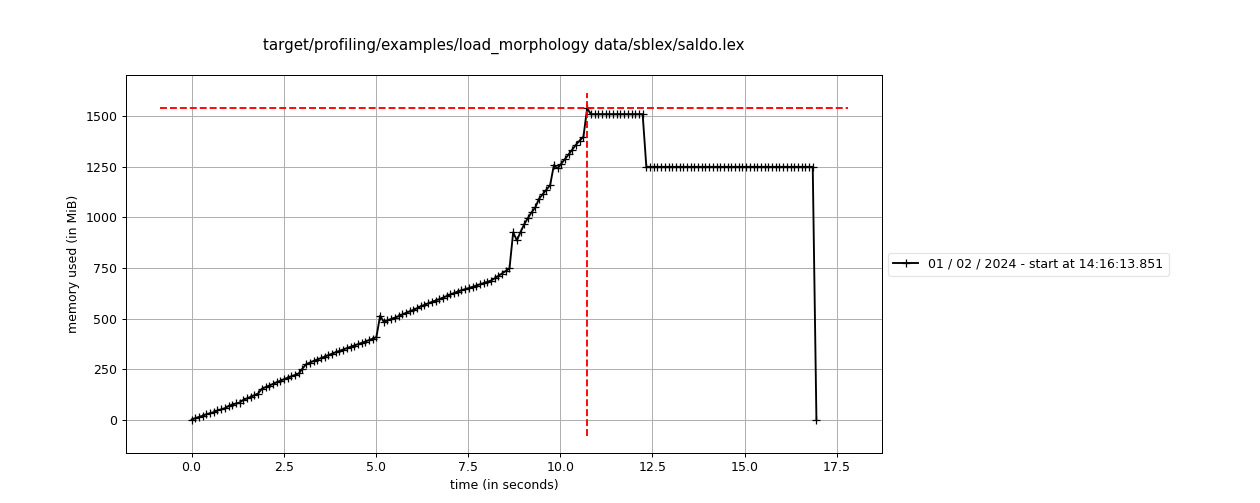 target/profiling/examples/load_morphology data/sblex/saldo.lex
1500
1250
1000
750
500
250
0
memory used (in MiB)
0.0 2.5 5.0 7.5 10.0 12.5 15.0 17.5
time (in seconds)
01 / 02 / 2024 - start at 14:16:13.851